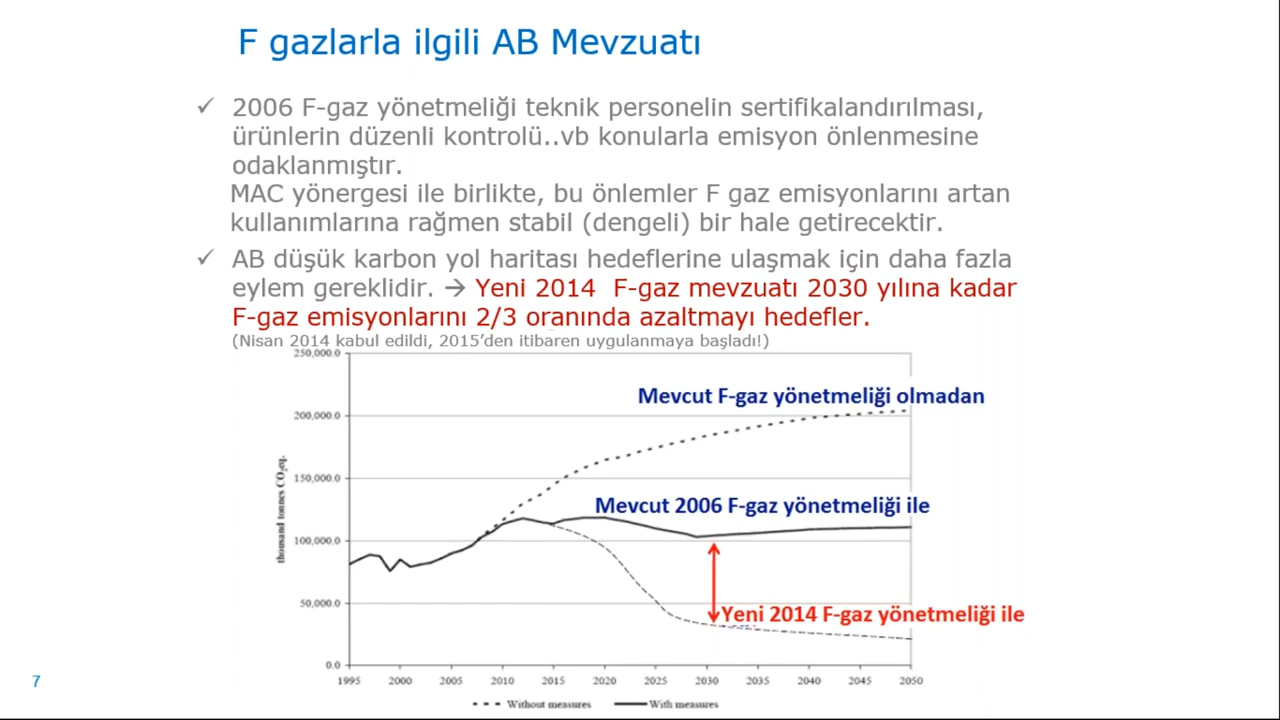 F gazlarla ilgili AB Mevzuatı
✓ 2006 F-gaz yönetmeliği teknik personelin sertifikalandırılması,
ürünlerin düzenli kontrolü..vb konularla emisyon önlenmesine
odaklanmıştır.
MAC yönergesi ile birlikte, bu önlemler F gaz emisyonlarını artan
kullanımlarına rağmen stabil (dengeli) bir hale getirecektir.
✓ AB düşük karbon yol haritası hedeflerine ulaşmak için daha fazla
eylem gereklidir. → Yeni 2014 F-gaz mevzuatı 2030 yılına kadar
F-gaz emisyonlarını 2/3 oranında azaltmayı hedefler.
(Nisan 2014 kabul edildi, 2015’den itibaren uygulanmaya başladı!)
250,000.0
Mevcut F-gaz yönetmeliği olmadan
200,000.0
150,000.0
thousand tonnes CO₂eq.
Mevcut 2006 F-gaz yönetmeliği ile
100,000.0
50,000.0
Yeni 2014 F-gaz yönetmeliği ile
0.0
1995 2000 2005 2010 2015 2020 2025 2030 2035 2040 2045 2050
Without measures With measures
7